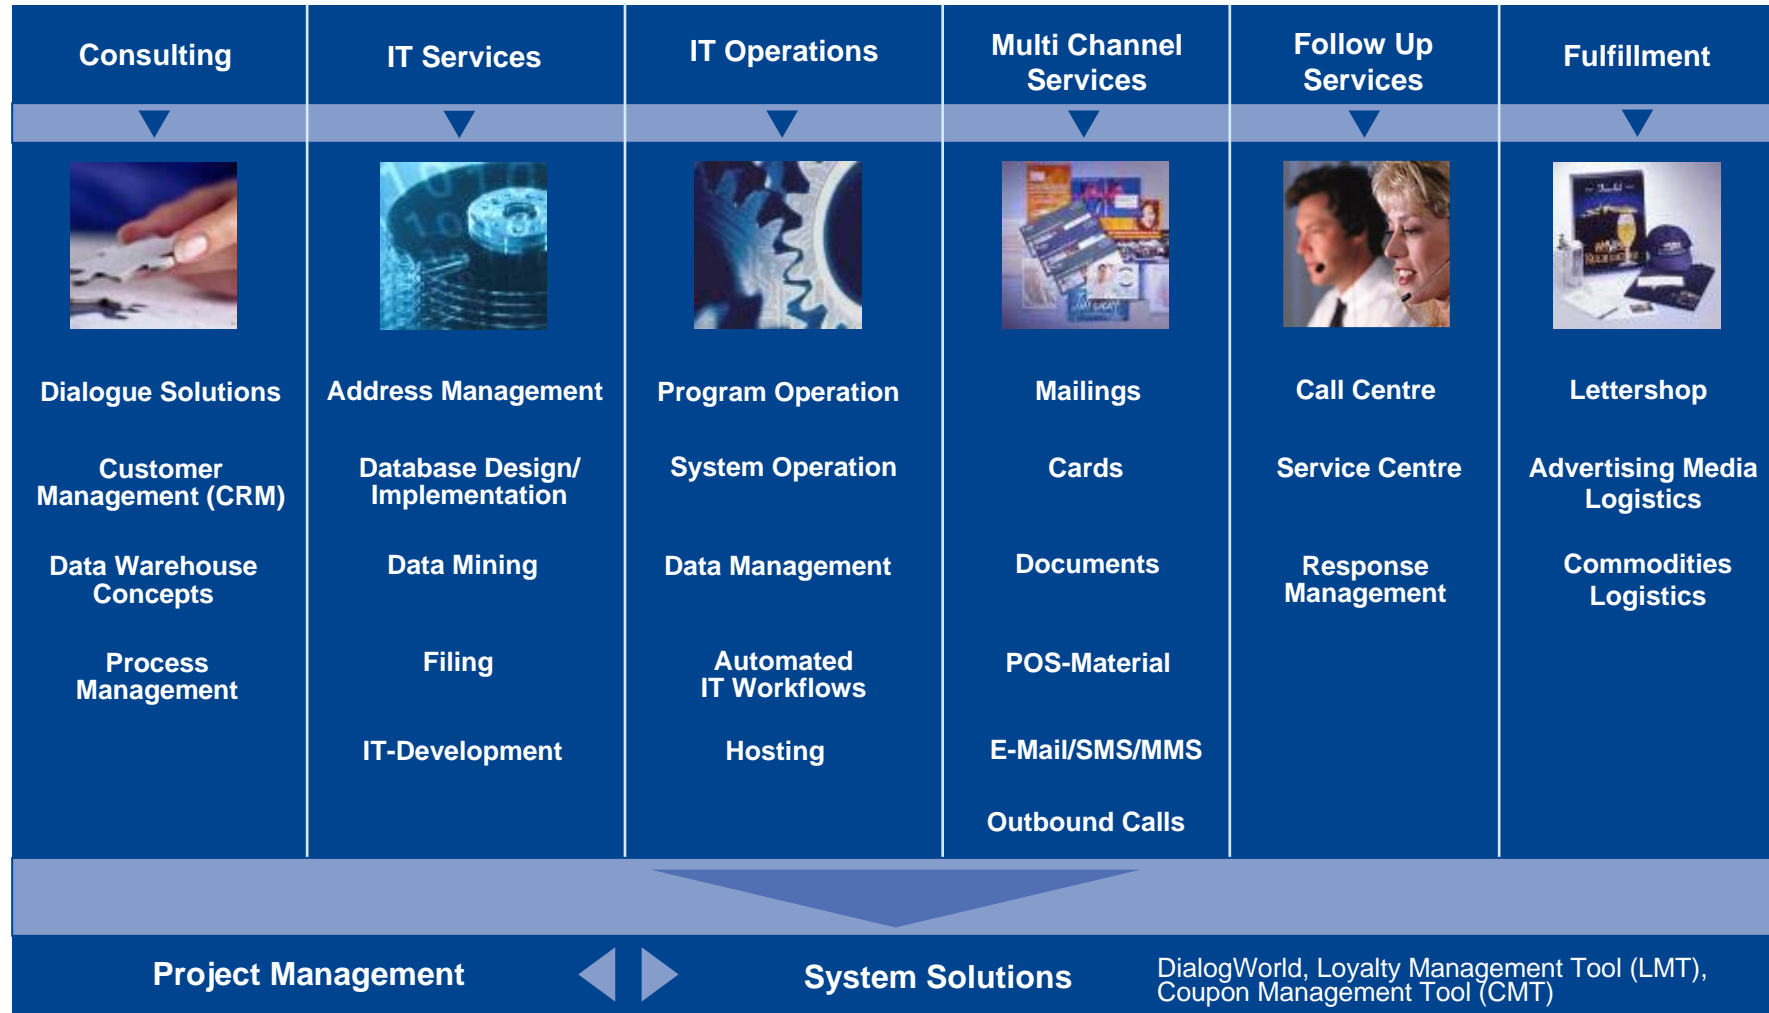 Consulting
IT Services
IT Operations
Multi Channel
Services
Follow Up
Services
Fulfillment
Dialogue Solutions
Customer
Management (CRM)
Data Warehouse
Concepts
Process
Management
Address Management
Database Design/
Implementation
Data Mining
Filing
IT-Development
Program Operation
System Operation
Data Management
Automated
IT Workflows
Hosting
Mailings
Cards
Documents
POS-Material
E-Mail/SMS/MMS
Outbound Calls
Call Centre
Service Centre
Response
Management
Lettershop
Advertising Media
Logistics
Commodities
Logistics
Project Management
System Solutions
DialogWorld, Loyalty Management Tool (LMT),
Coupon Management Tool (CMT)